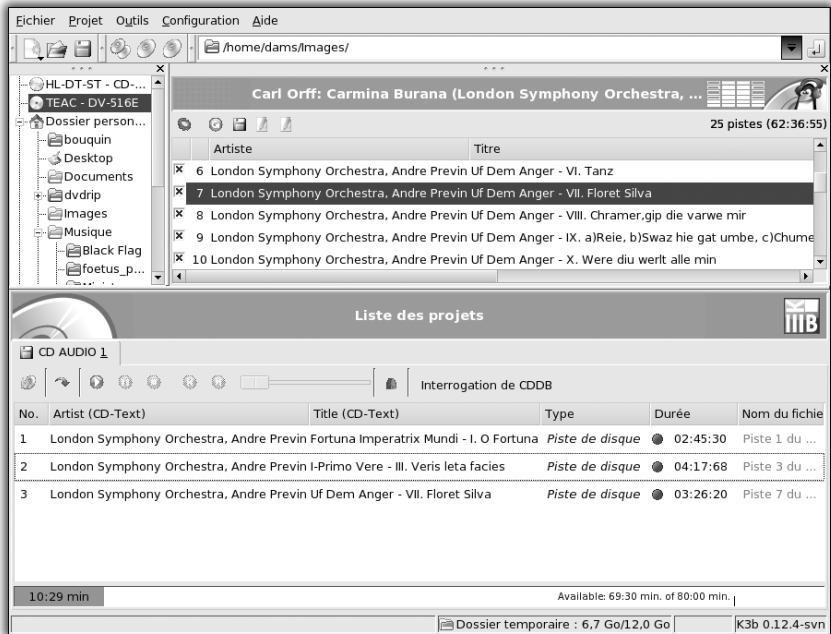 Fichier Projet Outils Configuration Aide
/home/dams/Images/
HL-DT-ST - CD-...
TEAC - DV-516E
Dossier person...
bouquin
Desktop
Documents
dvdrip
Images
Musique
Black Flag
foetus_p...
Carl Orff: Carmina Burana (London Symphony Orchestra, ...
25 pistes (62:36:55)
Artiste Titre
6 London Symphony Orchestra, Andre Previn Uf Dem Anger - VI. Tanz
7 London Symphony Orchestra, Andre Previn Uf Dem Anger - VII. Floret Silva
8 London Symphony Orchestra, Andre Previn Uf Dem Anger - VIII. Chramer,gip die varwe mir
9 London Symphony Orchestra, Andre Previn Uf Dem Anger - IX. a)Reie, b)Swaz hie gat umbe, c)Chume
10 London Symphony Orchestra, Andre Previn Uf Dem Anger - X. Were diu werlt alle min
Liste des projets
CD AUDIO 1
Interrogation de CDDB
No. Artist (CD-Text) Title (CD-Text) Type Durée Nom du fichie
1 London Symphony Orchestra, Andre Previn Fortuna Imperatrix Mundi - I. O Fortuna Piste de disque 02:45:30 Piste 1 du ...
2 London Symphony Orchestra, Andre Previn I-Primo Vere - III. Veris leta facies Piste de disque 04:17:68 Piste 3 du ...
3 London Symphony Orchestra, Andre Previn Uf Dem Anger - VII. Floret Silva Piste de disque 03:26:20 Piste 7 du ...
10:29 min Available: 69:30 min. of 80:00 min.
Dossier temporaire : 6,7 Go/12,0 Go K3b 0.12.4-svn